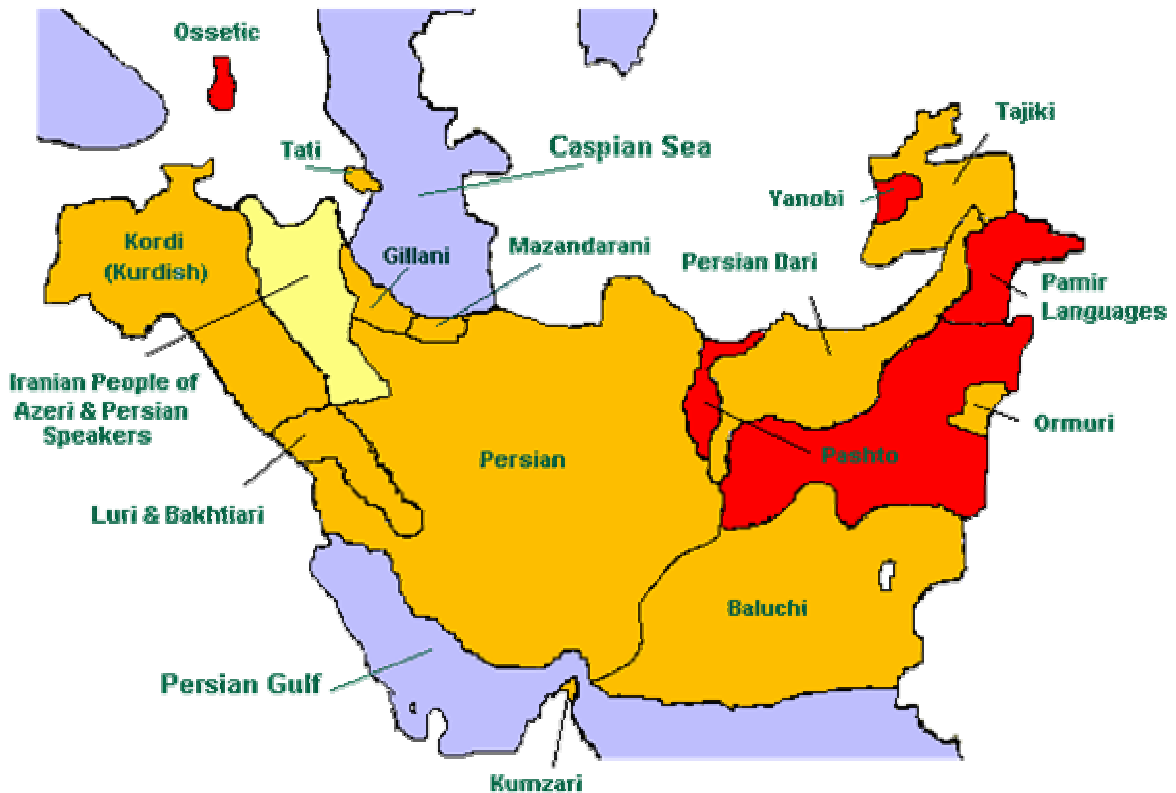 Ossetic
Tajiki
Tati
Caspian Sea
Yanobi
Kordi
(Kurdish)
Gillani
Mazandarani
Persian Dari
Pamir
Languages
Iranian People of
Azeri & Persian
Speakers
Ormuri
Persian
Pashto
Luri & Bakhtiari
Baluchi
Persian Gulf
Kumzari